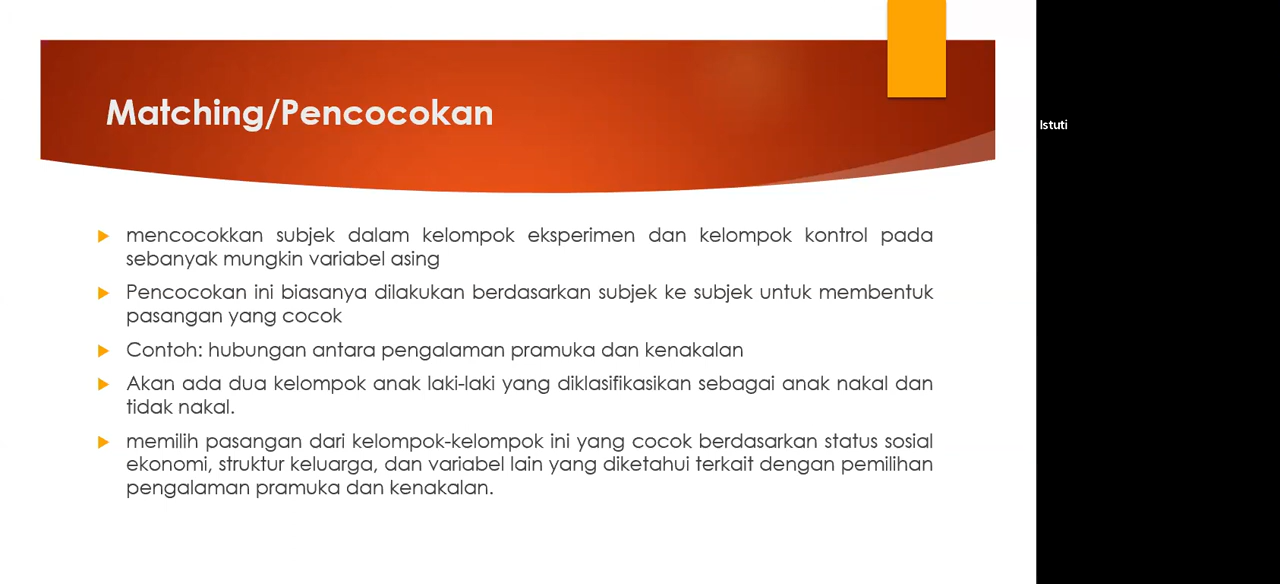 Matching/Pencocokan
Istuti
mencocokkan subjek dalam kelompok eksperimen dan kelompok kontrol pada
sebanyak mungkin variabel asing
Pencocokan ini biasanya dilakukan berdasarkan subjek ke subjek untuk membentuk
pasangan yang cocok
Contoh: hubungan antara pengalaman pramuka dan kenakalan
Akan ada dua kelompok anak laki-laki yang diklasifikasikan sebagai anak nakal dan
tidak nakal.
memilih pasangan dari kelompok-kelompok ini yang cocok berdasarkan status sosial
ekonomi, struktur keluarga, dan variabel lain yang diketahui terkait dengan pemilihan
pengalaman pramuka dan kenakalan.